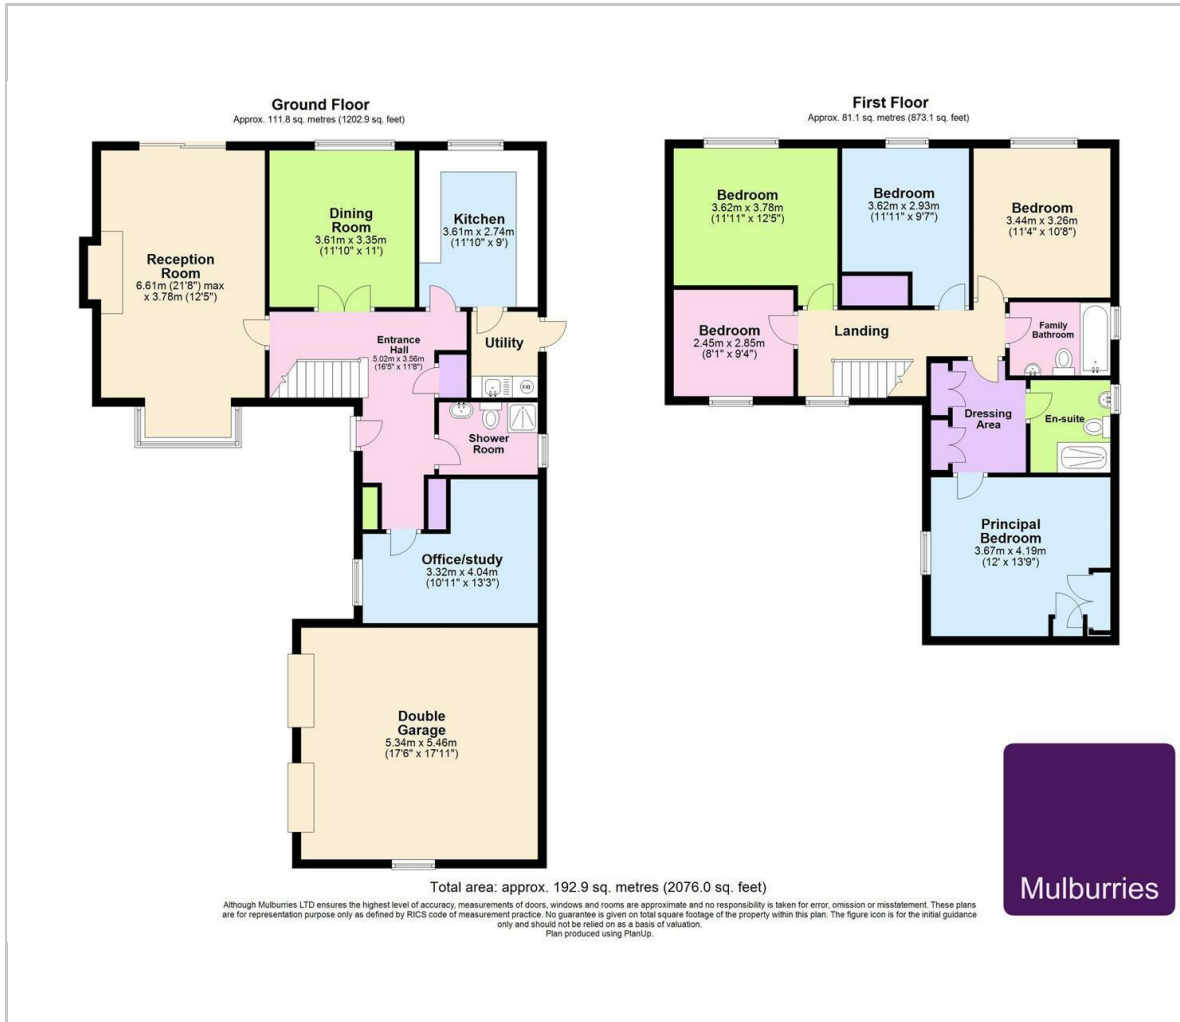 Ground Floor
Approx. 111.8 sq. metres (1202.9 sq. feet)
Reception
Room
6.61m (21'8") max
x 3.78m (12'5")
Dining
Room
3.61m x 3.35m
(11'10" x 11')
Kitchen
3.61m x 2.74m
(11'10" x 9')
Entrance
Hall
5.02m x 3.56m
(16'5" x 11'8")
Utility
F/B
Shower
Room
Office/study
3.32m x 4.04m
(10'11" x 13'3")
Double
Garage
5.34m x 5.46m
(17'6" x 17'11")
First Floor
Approx. 81.1 sq. metres (873.1 sq. feet)
Bedroom
3.62m x 3.78m
(11'11" x 12'5")
Bedroom
3.62m x 2.93m
(11'11" x 9'7")
Bedroom
3.44m x 3.26m
(11'4" x 10'8")
Bedroom
2.45m x 2.85m
(8'1" x 9'4")
Landing
Family
Bathroom
Dressing
Area
En-suite
Principal
Bedroom
3.67m x 4.19m
(12' x 13'9")
Mulburries
Total area: approx. 192.9 sq. metres (2076.0 sq. feet)
Although Mulburries LTD ensures the highest level of accuracy, measurements of doors, windows and rooms are approximate and no responsibility is taken for error, omission or misstatement. These plans
are for representation purpose only as defined by RICS code of measurement practice. No guarantee is given on total square footage of the property within this plan. The figure icon is for the initial guidance
only and should not be relied on as a basis of valuation.
Plan produced using PlanUp.